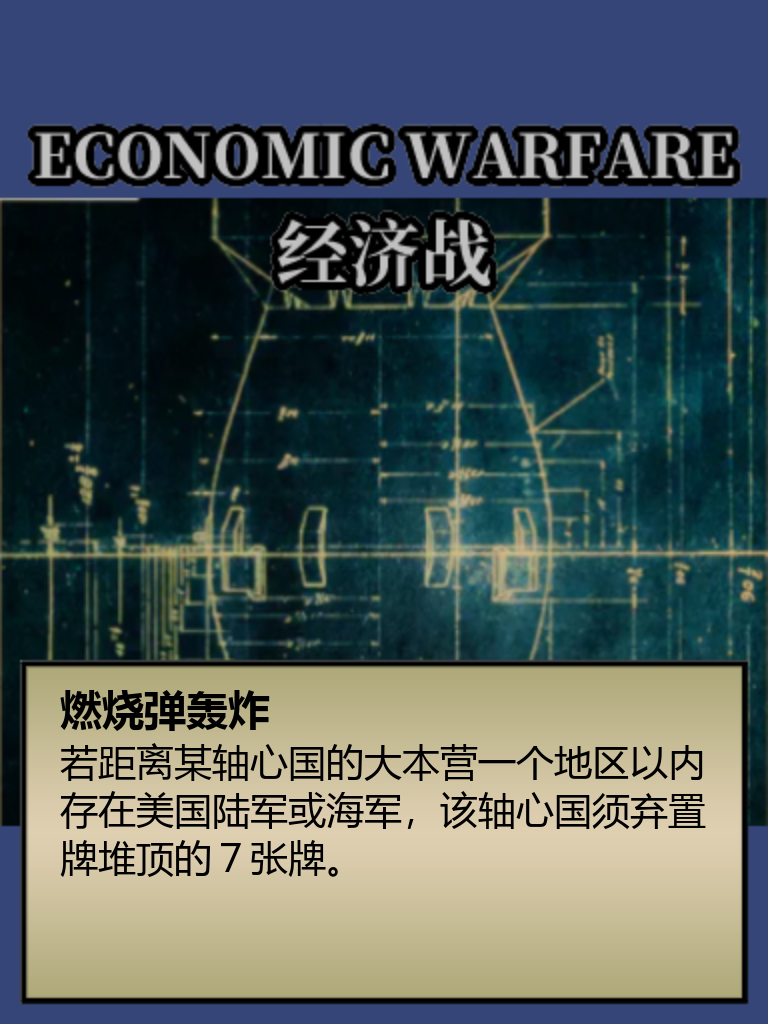 ECONOMIC WARFARE
经济战
燃烧弹轰炸
若距离某轴心国的大本营一个地区以内
存在美国陆军或海军，该轴心国须弃置
牌堆顶的 7 张牌。